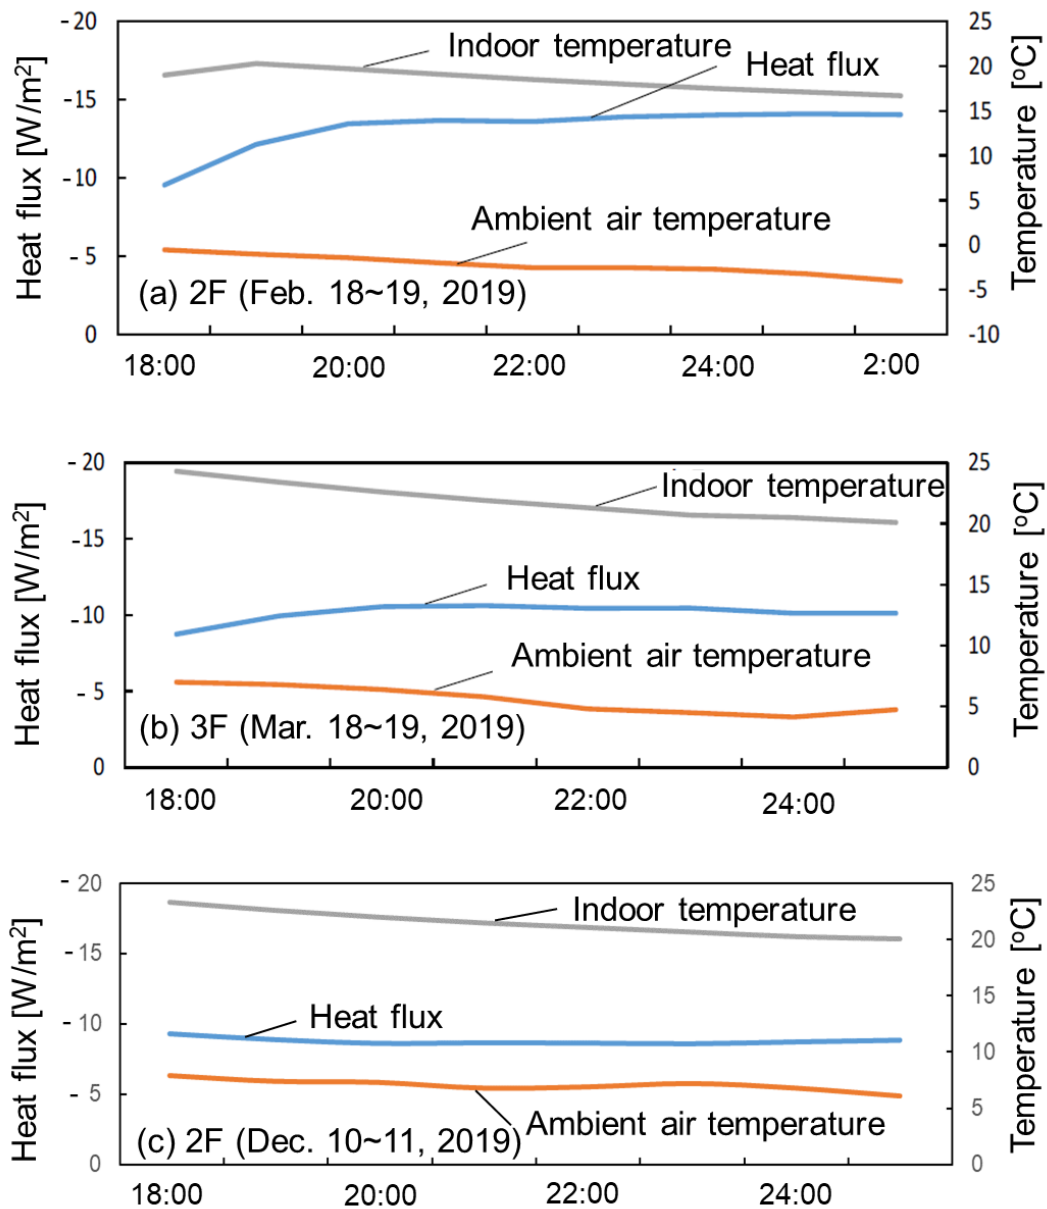 Heat flux [W/m²]
- 20
- 15
- 10
- 5
0
Indoor temperature
Heat flux
Ambient air temperature
(a) 2F (Feb. 18~19, 2019)
25
20
15
10
5
0
-5
-10
Temperature [ºC]
18:00 20:00 22:00 24:00 2:00
Heat flux [W/m²]
- 20
-15
-10
- 5
0
Indoor temperature
Heat flux
Ambient air temperature
(b) 3F (Mar. 18~19, 2019)
25
20
15
10
5
0
Temperature [ºC]
18:00 20:00 22:00 24:00
Heat flux [W/m²]
- 20
-15
- 10
- 5
0
Indoor temperature
Heat flux
Ambient air temperature
(c) 2F (Dec. 10~11, 2019)
25
20
15
10
5
0
Temperature [ºC]
18:00 20:00 22:00 24:00